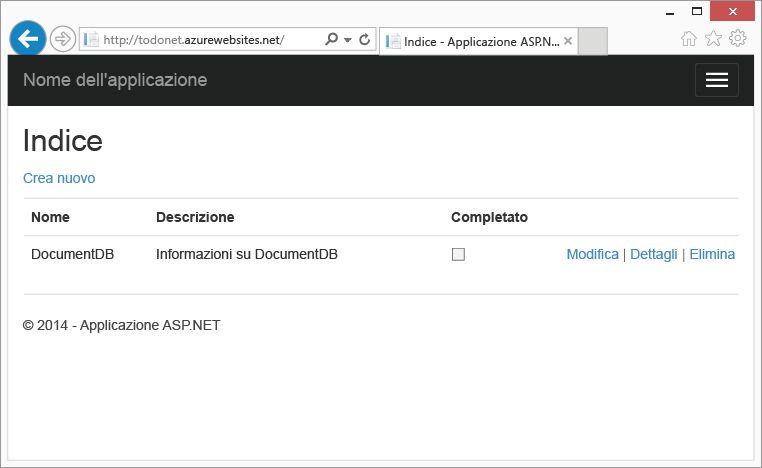 http://todonet.azurewebsites.net/
Indice - Applicazione ASP.N...
Nome dell'applicazione
Indice
Crea nuovo
Nome Descrizione Completato
DocumentDB Informazioni su DocumentDB Modifica | Dettagli | Elimina
© 2014 - Applicazione ASP.NET